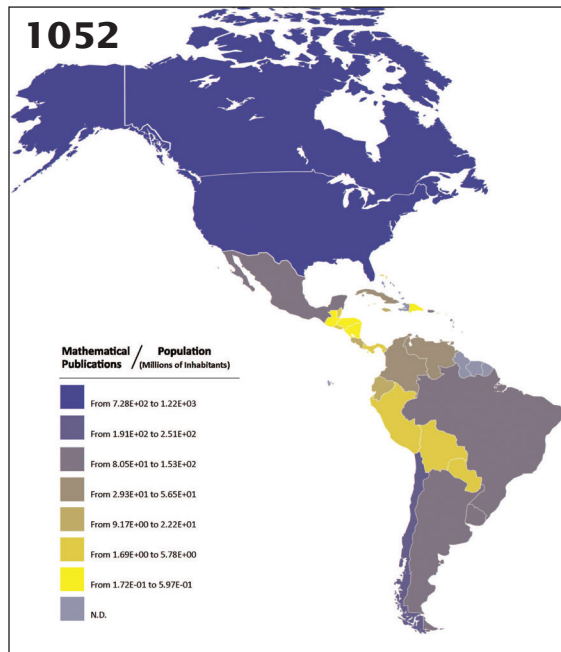 1052
Mathematical / Population
Publications (Millions of Inhabitants)
From 7.28E+02 to 1.22E+03
From 1.91E+02 to 2.51E+02
From 8.05E+01 to 1.53E+02
From 2.93E+01 to 5.65E+01
From 9.17E+00 to 2.22E+01
From 1.69E+00 to 5.78E+00
From 1.72E-01 to 5.97E-01
N.D.